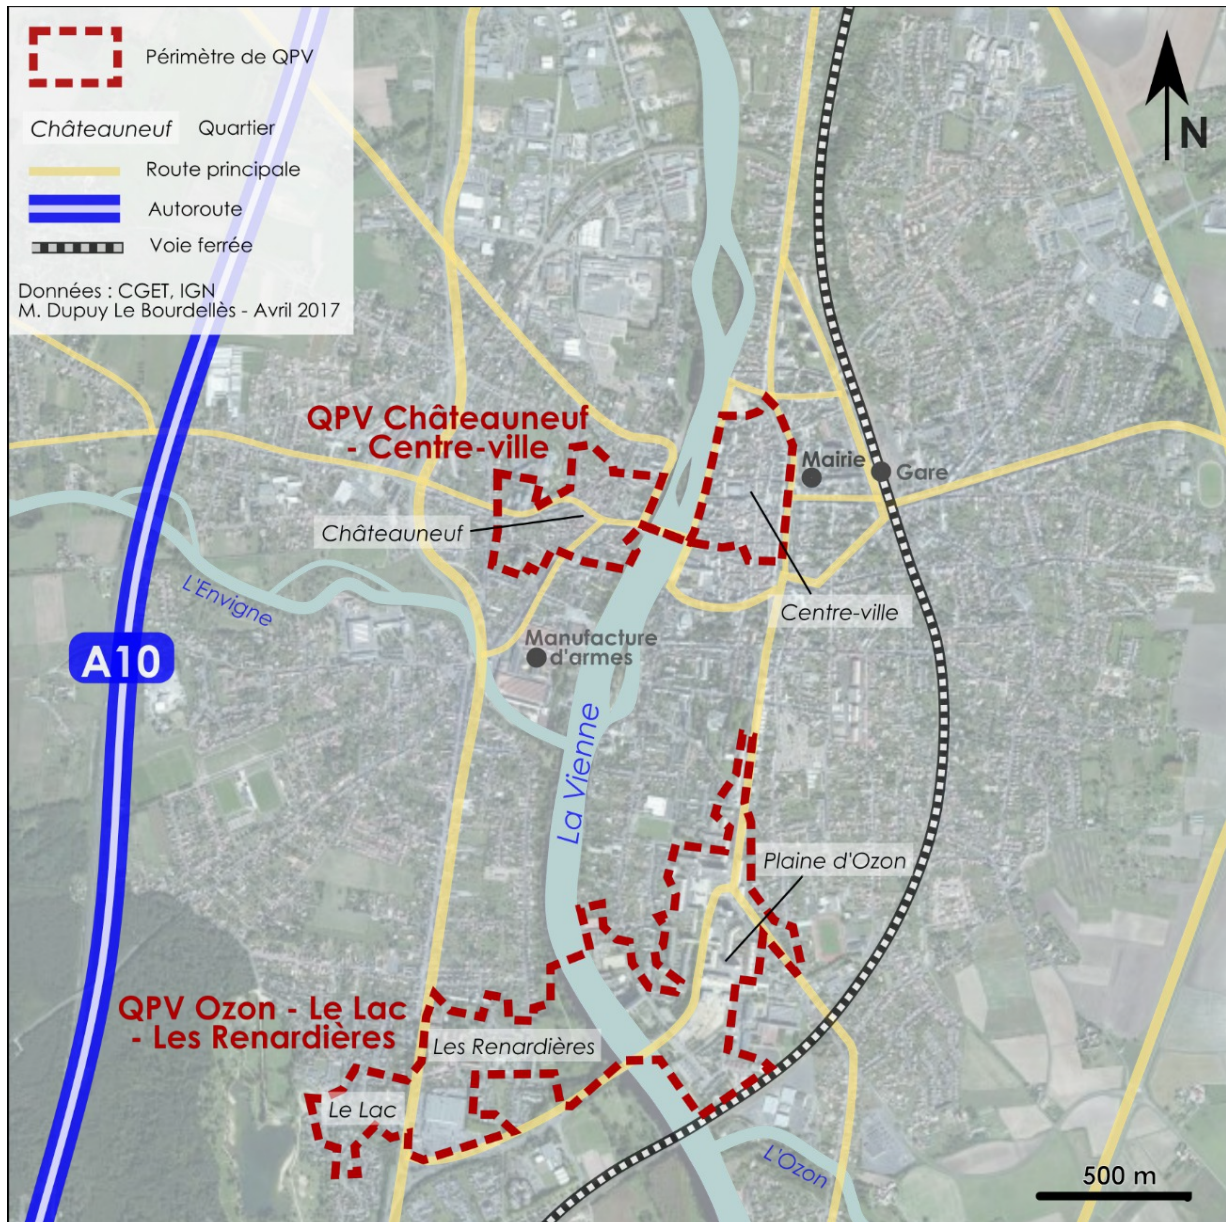 Périmètre de QPV
Châteauneuf Quartier
Route principale
Autoroute
Voie ferrée
Données : CGET, IGN
M. Dupuy Le Bourdellès - Avril 2017
N
QPV Châteauneuf
- Centre-ville
Mairie
Gare
Châteauneuf
L'Envigne
Centre-ville
Manufacture
d'armes
A10
La Vienne
Plaine d'Ozon
QPV Ozon - Le Lac
- Les Renardières
Les Renardières
Le Lac
L'Ozon
500 m